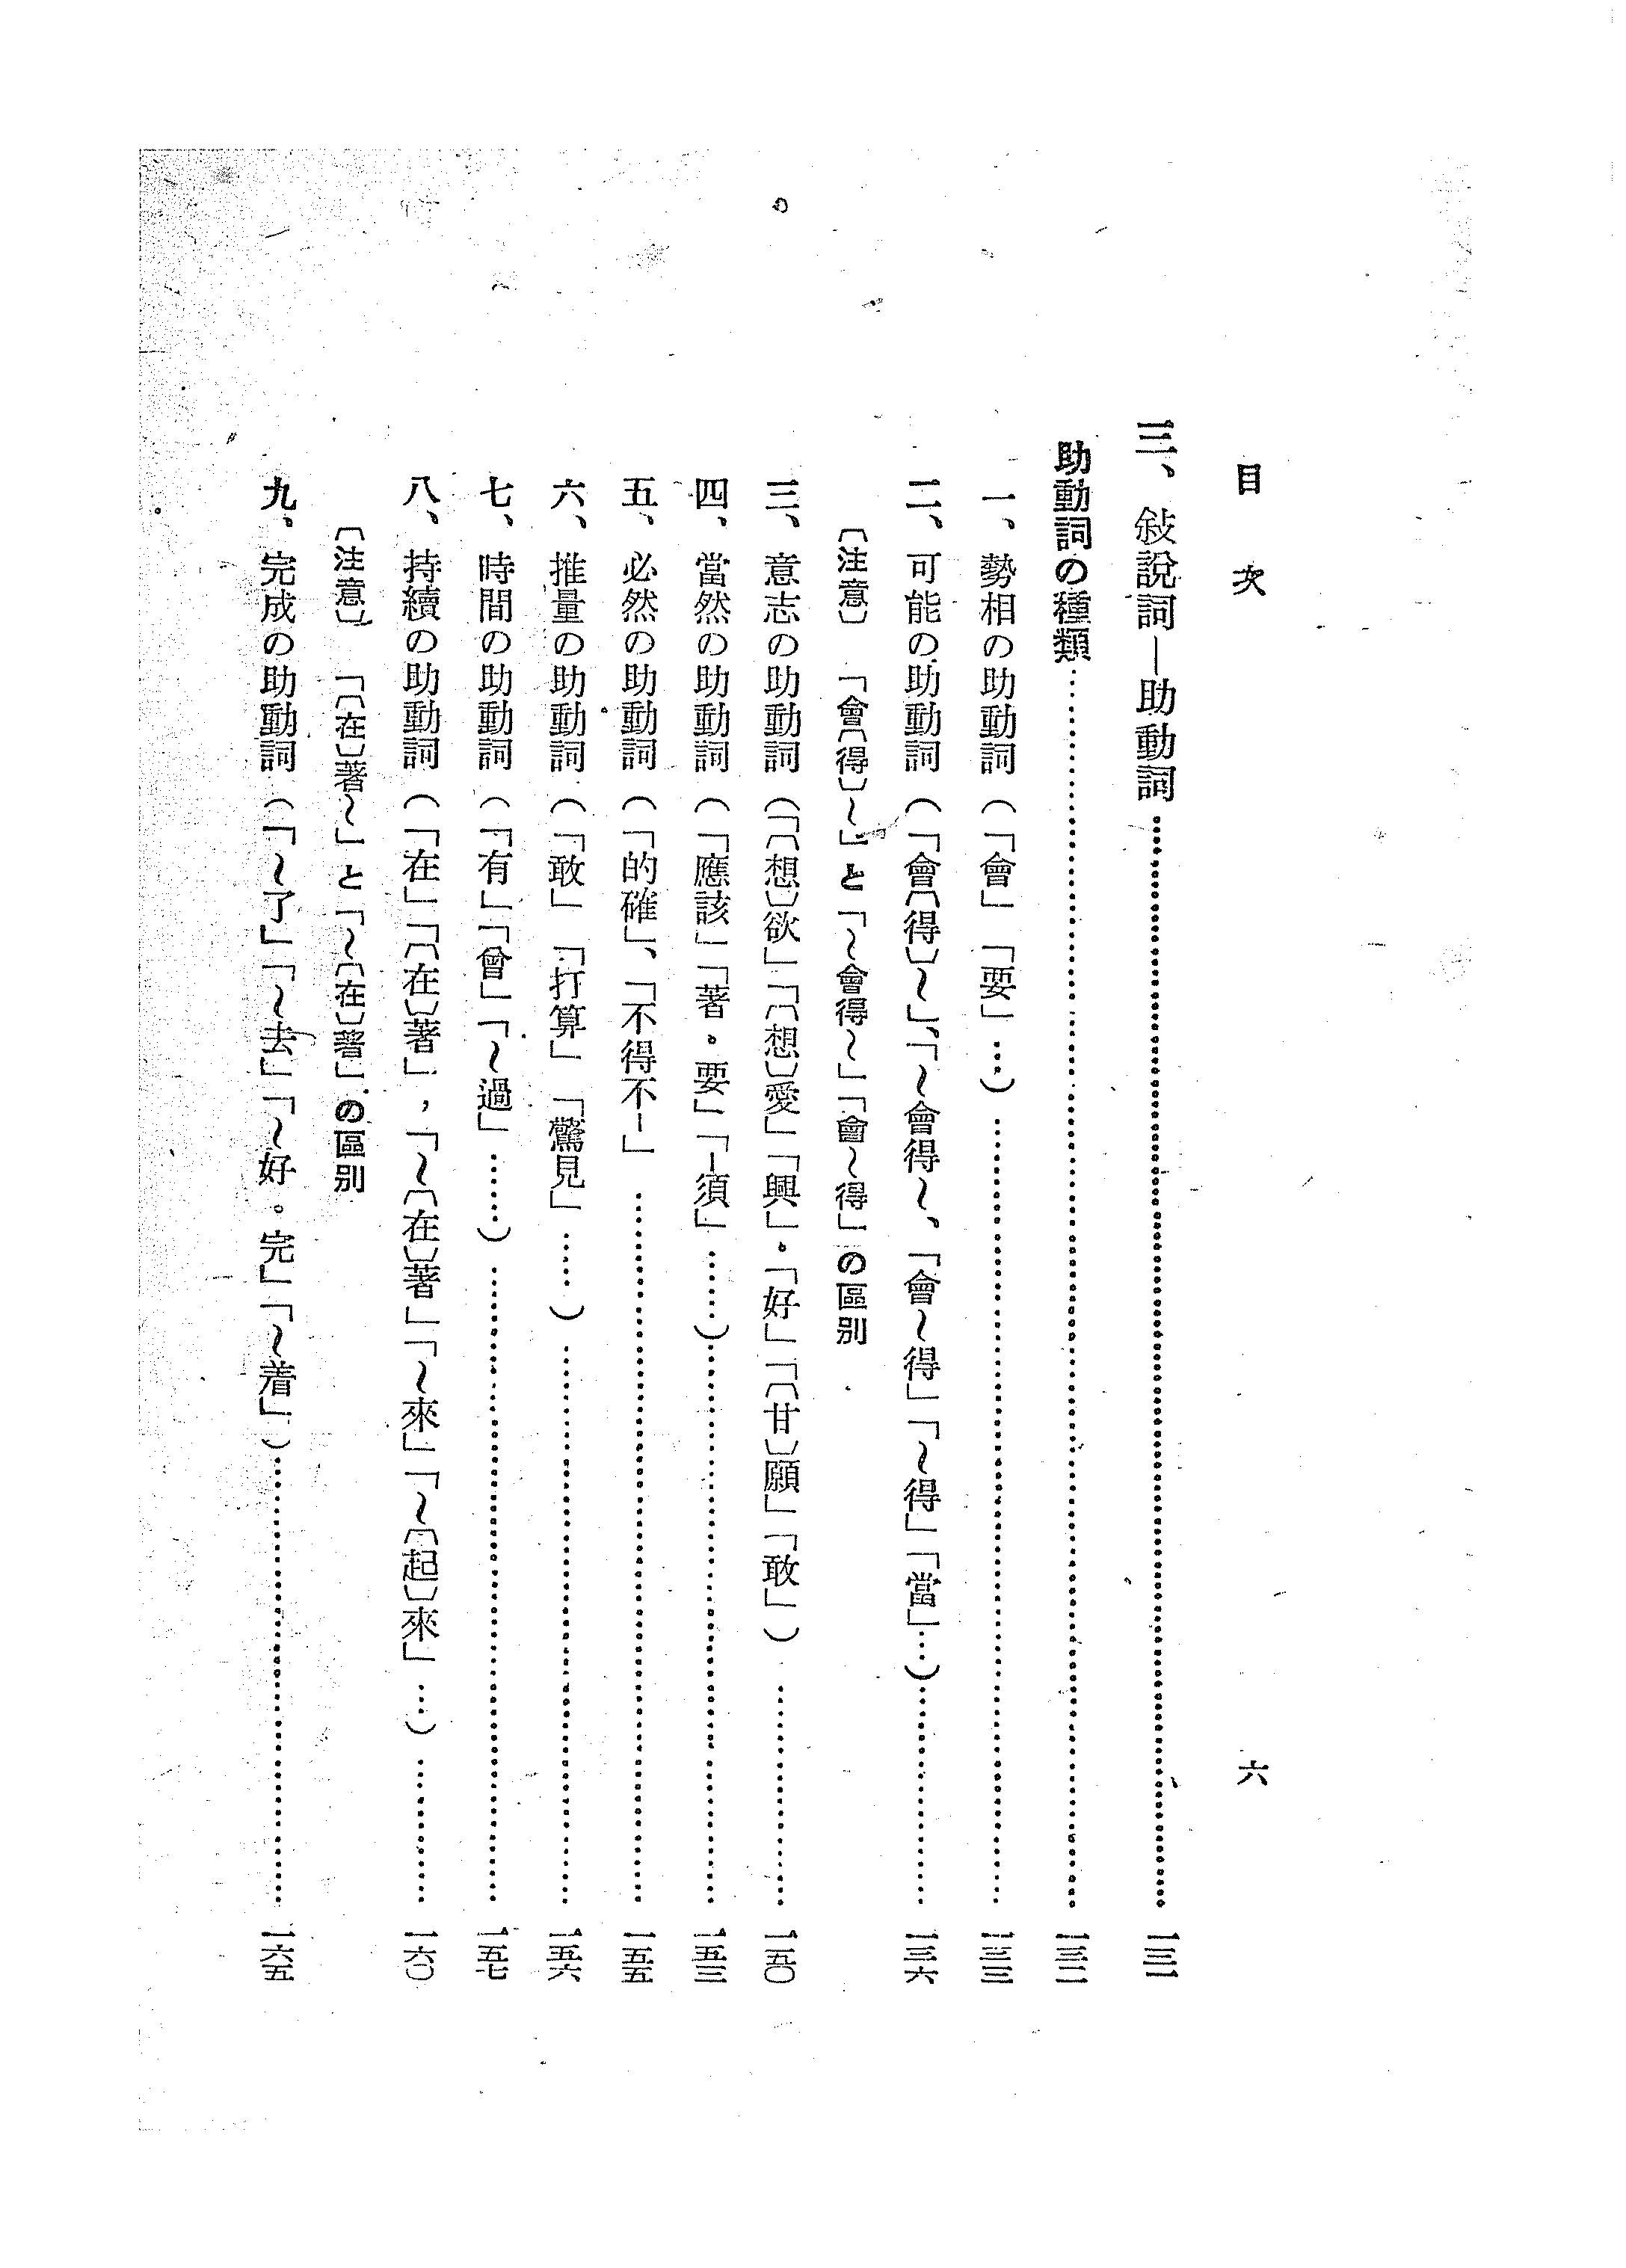 目次 六
三、敍說詞—助動詞………一三一
助動詞の種類………一三二
一、勢相の助動詞（「會」「要」…）………一三三
二、可能の助動詞（「會〔得〕～」、「～會得～、「會～得」「～得」「當」…）………一三六
〔注意〕「會〔得〕～」と「～會得～」「會～得」の區別
三、意志の助動詞（「〔想〕欲」「〔想〕愛」「興」。「好」「〔甘〕願」「敢」）………一五〇
四、當然の助動詞（「應該」「著。要」「－須」……）………一五三
五、必然の助動詞（「的確」、「不得不－」………一五五
六、推量の助動詞（「敢」「打算」「驚見」……）………一五六
七、時間の助動詞（「有」「曾」「～過」……）………一五七
八、持續の助動詞（「在」「〔在〕著」，「～〔在〕著」「～來」「～〔起〕來」…）………一六〇
〔注意〕「〔在〕著～」と「～〔在〕著」の區别
九、完成の助動詞（「～了」「～去」「～好。完」「～着」）………一六五